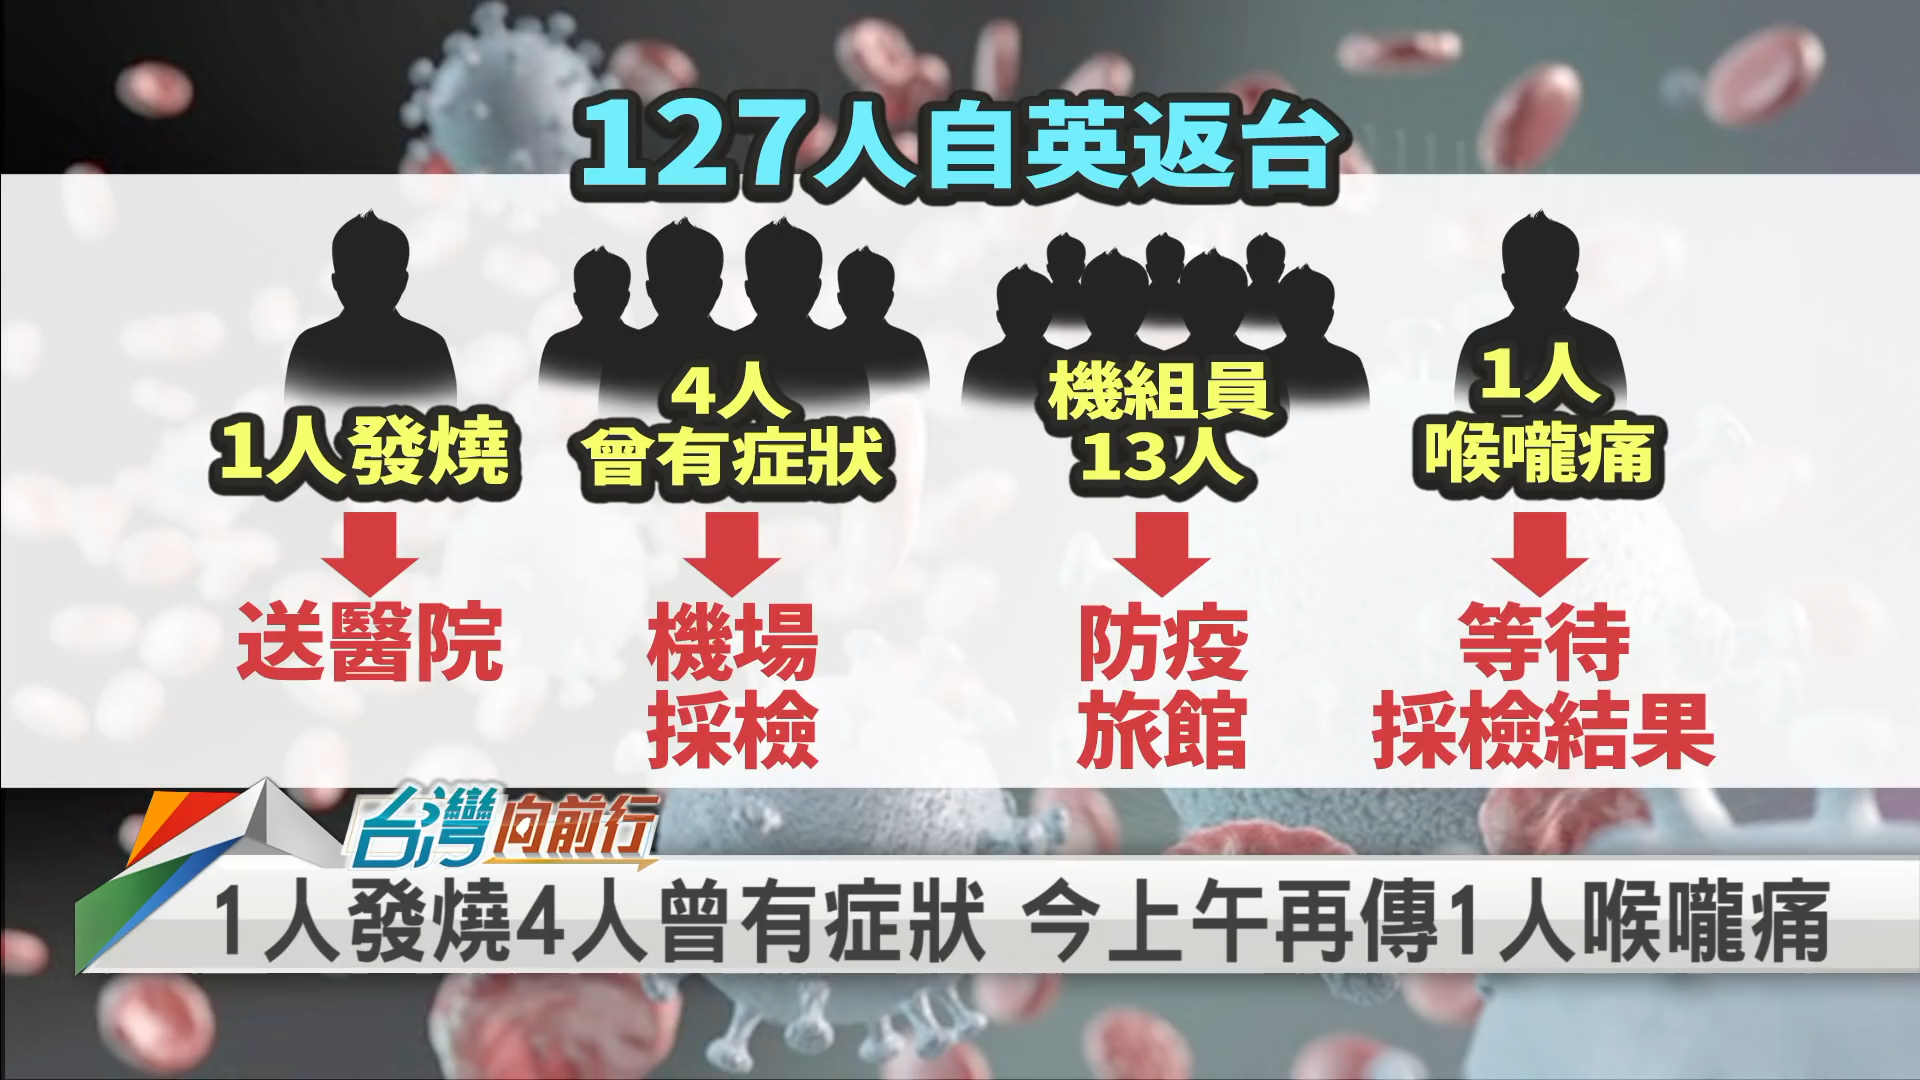 127人自英返台
1人發燒
送醫院
4人
曾有症狀
機場
採檢
機組員
13人
防疫
旅館
1人
喉嚨痛
等待
採檢結果
台灣向前行
1人發燒4人曾有症狀 今上午再傳1人喉嚨痛